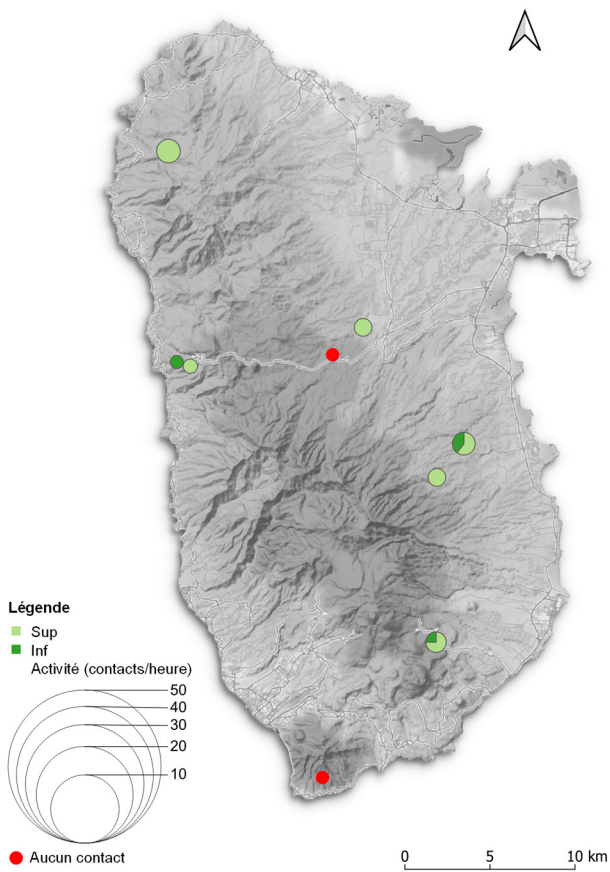 Légende
Sup
Inf
Activité (contacts/heure)
50
40
30
20
10
Aucun contact
0 5 10 km